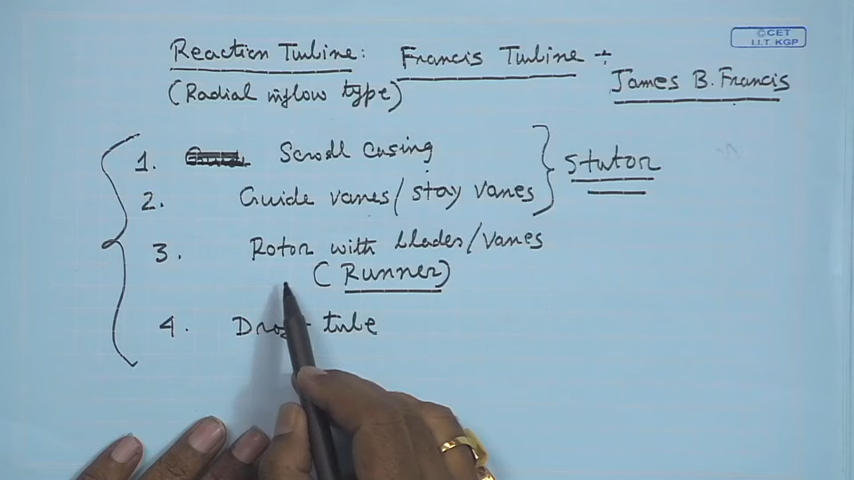 ©CET
I.I.T. KGP
Reaction Turbine: Francis Turbine ÷
(Radial inflow type) James B. Francis
1. Scroll casing
2. Guide vanes/stay vanes } Stator
3. Rotor with blades/vanes
(Runner)
4. tube